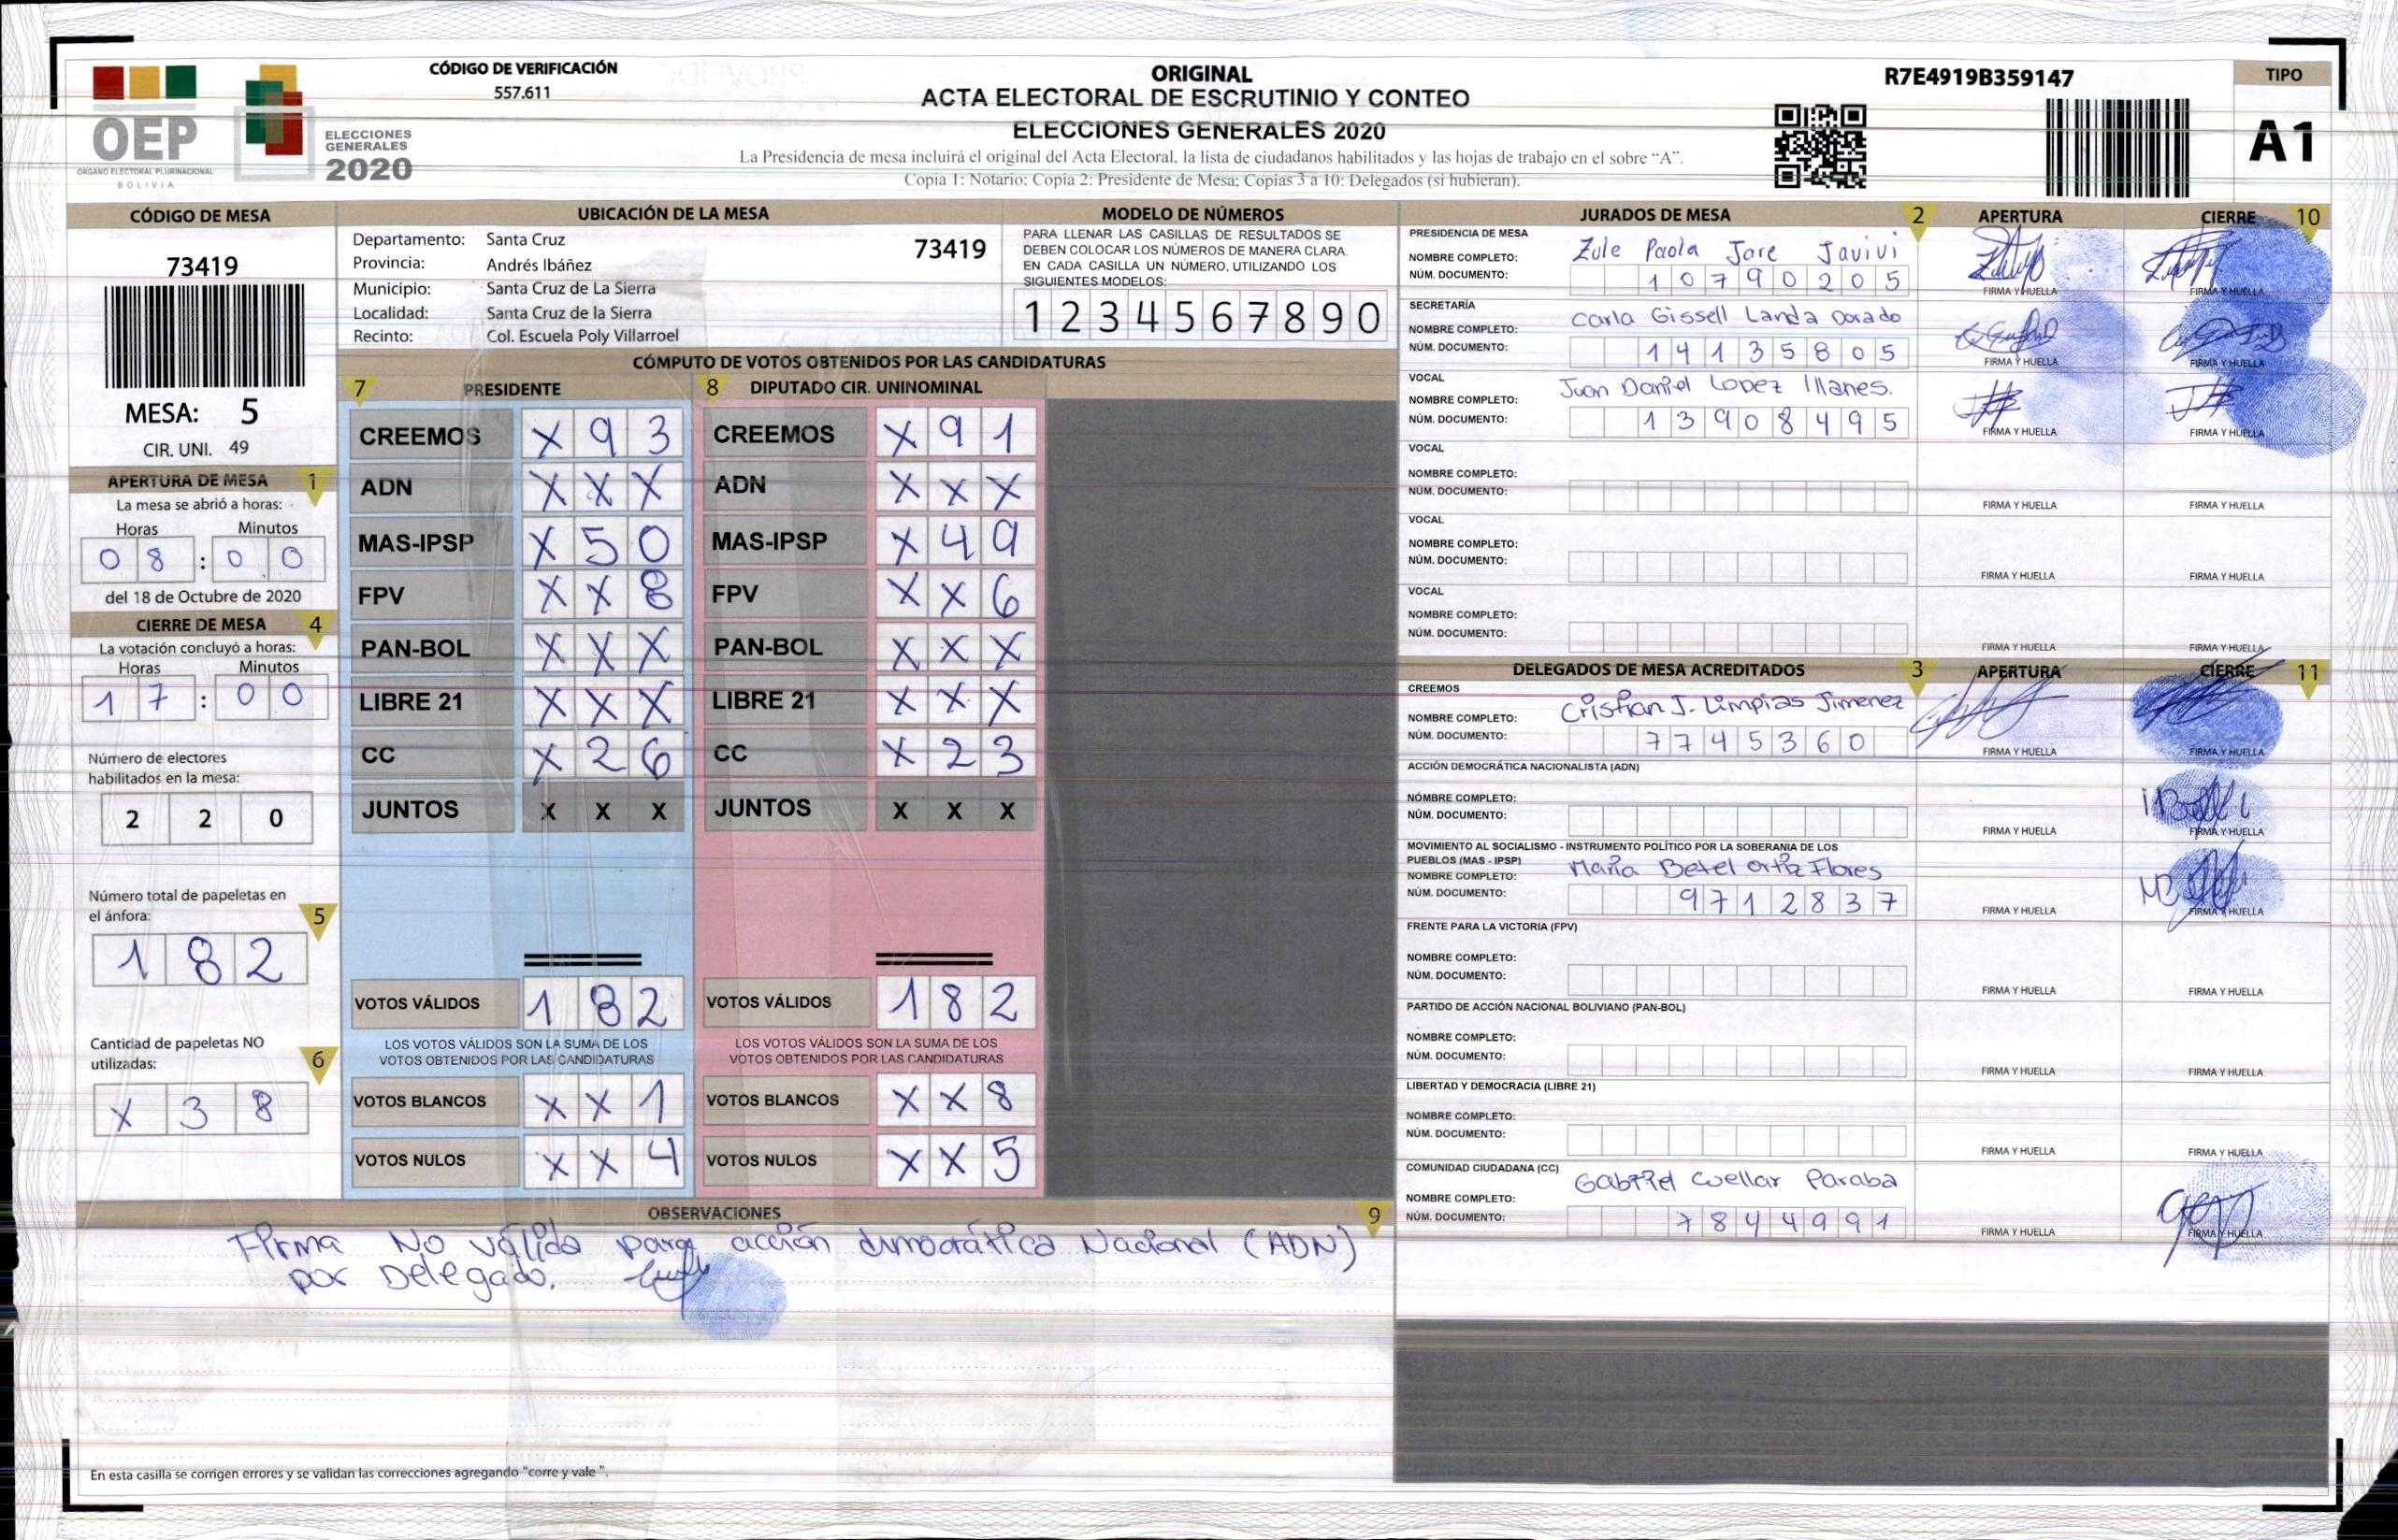 CÓDIGO DE VERIFICACIÓN
557.611
OEP
ÓRGANO ELECTORAL PLURINACIONAL
BOLIVIA
ELECCIONES
GENERALES
2020
ORIGINAL
ACTA ELECTORAL DE ESCRUTINIO Y CONTEO
ELECCIONES GENERALES 2020
La Presidencia de mesa incluirá el original del Acta Electoral, la lista de ciudadanos habilitados y las hojas de trabajo en el sobre “A”.
Copia 1: Notario; Copia 2: Presidente de Mesa; Copias 3 a 10: Delegados (si hubieran).
R7E4919B359147
TIPO
A1
CÓDIGO DE MESA
73419
MESA: 5
CIR. UNI. 49
APERTURA DE MESA 1
La mesa se abrió a horas:
Horas Minutos
0 8 : 0 0
del 18 de Octubre de 2020
CIERRE DE MESA 4
La votación concluyó a horas:
Horas Minutos
1 7 : 0 0
Número de electores
habilitados en la mesa:
2 2 0
Número total de papeletas en
el ánfora: 5
1 8 2
Cantidad de papeletas NO
utilizadas: 6
X 3 8
UBICACIÓN DE LA MESA
Departamento: Santa Cruz 73419
Provincia: Andrés Ibáñez
Municipio: Santa Cruz de La Sierra
Localidad: Santa Cruz de la Sierra
Recinto: Col. Escuela Poly Villarroel
MODELO DE NÚMEROS
PARA LLENAR LAS CASILLAS DE RESULTADOS SE
DEBEN COLOCAR LOS NÚMEROS DE MANERA CLARA.
EN CADA CASILLA UN NÚMERO, UTILIZANDO LOS
SIGUIENTES MODELOS:
1 2 3 4 5 6 7 8 9 0
CÓMPUTO DE VOTOS OBTENIDOS POR LAS CANDIDATURAS
7 PRESIDENTE 8 DIPUTADO CIR. UNINOMINAL
CREEMOS X 9 3 CREEMOS X 9 1
ADN X X X ADN X X X
MAS-IPSP X 5 0 MAS-IPSP X 4 9
FPV X X 8 FPV X X 6
PAN-BOL X X X PAN-BOL X X X
LIBRE 21 X X X LIBRE 21 X X X
CC X 2 6 CC X 2 3
JUNTOS X X X JUNTOS X X X
VOTOS VÁLIDOS 1 8 2 VOTOS VÁLIDOS 1 8 2
LOS VOTOS VÁLIDOS SON LA SUMA DE LOS LOS VOTOS VÁLIDOS SON LA SUMA DE LOS
VOTOS OBTENIDOS POR LAS CANDIDATURAS VOTOS OBTENIDOS POR LAS CANDIDATURAS
VOTOS BLANCOS X X 1 VOTOS BLANCOS X X 8
VOTOS NULOS X X 4 VOTOS NULOS X X 5
OBSERVACIONES 9
Firma No válida para acción dimocrática Nacional (ADN)
por Delegado.
En esta casilla se corrigen errores y se validan las correcciones agregando "corre y vale ".
JURADOS DE MESA 2 APERTURA CIERRE 10
PRESIDENCIA DE MESA
NOMBRE COMPLETO: Zule Paola Jare Javivi
NÚM. DOCUMENTO: 1 0 7 9 0 2 0 5 FIRMA Y HUELLA FIRMA Y HUELLA
SECRETARÍA
NOMBRE COMPLETO: Carla Gissell Landa Dorado
NÚM. DOCUMENTO: 1 4 1 3 5 8 0 5 FIRMA Y HUELLA FIRMA Y HUELLA
VOCAL
NOMBRE COMPLETO: Juan Daniel Lopez Illanes.
NÚM. DOCUMENTO: 1 3 9 0 8 4 9 5 FIRMA Y HUELLA FIRMA Y HUELLA
VOCAL
NOMBRE COMPLETO:
NÚM. DOCUMENTO: FIRMA Y HUELLA FIRMA Y HUELLA
VOCAL
NOMBRE COMPLETO:
NÚM. DOCUMENTO: FIRMA Y HUELLA FIRMA Y HUELLA
VOCAL
NOMBRE COMPLETO:
NÚM. DOCUMENTO: FIRMA Y HUELLA FIRMA Y HUELLA
DELEGADOS DE MESA ACREDITADOS 3 APERTURA CIERRE 11
CREEMOS
NOMBRE COMPLETO: Cristian J. Limpias Jimenez
NÚM. DOCUMENTO: 7 7 4 5 3 6 0 FIRMA Y HUELLA FIRMA Y HUELLA
ACCIÓN DEMOCRÁTICA NACIONALISTA (ADN)
NOMBRE COMPLETO:
NÚM. DOCUMENTO: FIRMA Y HUELLA FIRMA Y HUELLA
MOVIMIENTO AL SOCIALISMO - INSTRUMENTO POLÍTICO POR LA SOBERANIA DE LOS
PUEBLOS (MAS - IPSP)
NOMBRE COMPLETO: Maria Betel Ortiz Flores
NÚM. DOCUMENTO: 9 7 1 2 8 3 7 FIRMA Y HUELLA FIRMA Y HUELLA
FRENTE PARA LA VICTORIA (FPV)
NOMBRE COMPLETO:
NÚM. DOCUMENTO: FIRMA Y HUELLA FIRMA Y HUELLA
PARTIDO DE ACCIÓN NACIONAL BOLIVIANO (PAN-BOL)
NOMBRE COMPLETO:
NÚM. DOCUMENTO: FIRMA Y HUELLA FIRMA Y HUELLA
LIBERTAD Y DEMOCRACIA (LIBRE 21)
NOMBRE COMPLETO:
NÚM. DOCUMENTO: FIRMA Y HUELLA FIRMA Y HUELLA
COMUNIDAD CIUDADANA (CC)
NOMBRE COMPLETO: Gabriel Cuellar Paraba
NÚM. DOCUMENTO: 7 8 4 4 9 9 1 FIRMA Y HUELLA FIRMA Y HUELLA